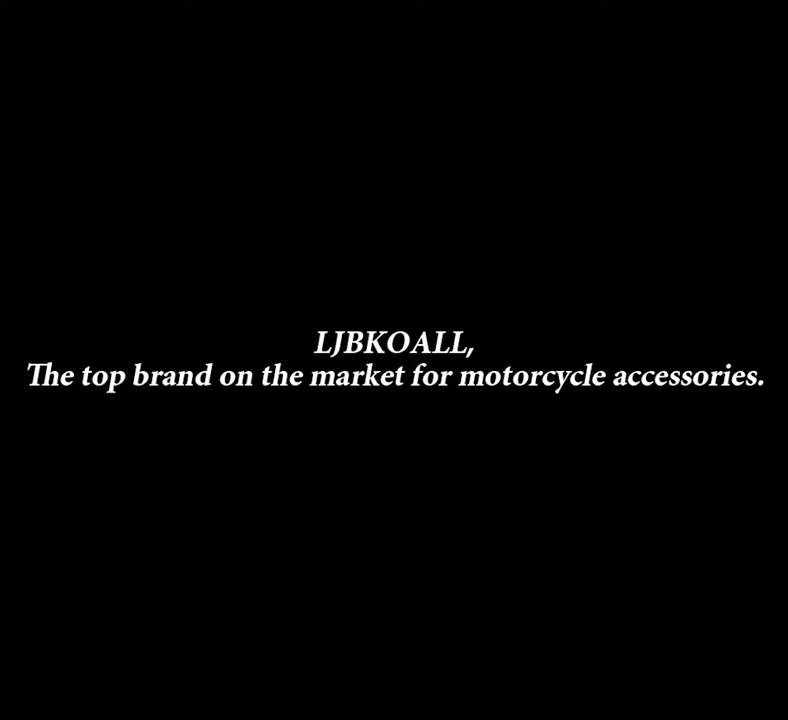 LJBKOALL,
The top brand on the market for motorcycle accessories.